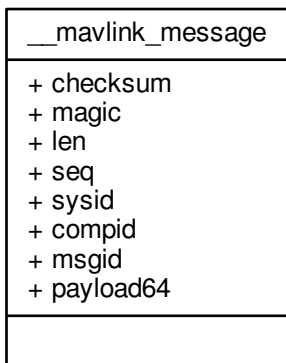 __mavlink_message
+ checksum
+ magic
+ len
+ seq
+ sysid
+ compid
+ msgid
+ payload64